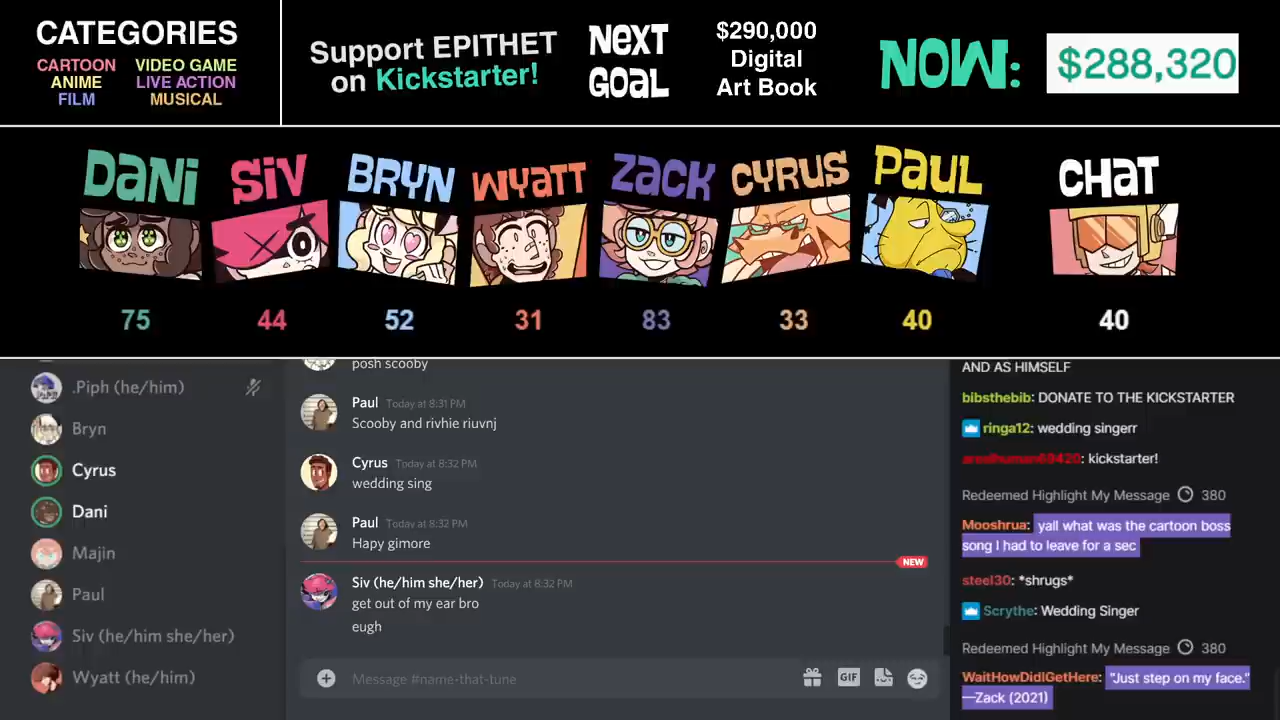 CATEGORIES
CARTOON VIDEO GAME
ANIME LIVE ACTION
FILM MUSICAL
Support EPITHET
on Kickstarter!
NEXT
GOAL
$290,000
Digital
Art Book
NOW: $288,320
DANI SIV BRYN WYATT ZACK CYRUS PAUL CHAT
75 44 52 31 83 33 40 40
.Piph (he/him)
Bryn
Cyrus
Dani
Majin
Paul
Siv (he/him she/her)
Wyatt (he/him)
posh scooby
Paul Today at 8:31 PM
Scooby and rivhie riuvnj
Cyrus Today at 8:32 PM
wedding sing
Paul Today at 8:32 PM
Hapy gimore
NEW
Siv (he/him she/her) Today at 8:32 PM
get out of my ear bro
eugh
Message #name-that-tune
GIF
AND AS HIMSELF
bibsthebib: DONATE TO THE KICKSTARTER
ringa12: wedding singerr
: kickstarter!
Redeemed Highlight My Message 380
Mooshrua: yall what was the cartoon boss
song I had to leave for a sec
steel30: *shrugs*
Scrythe: Wedding Singer
Redeemed Highlight My Message 380
WaitHowDidIGetHere: "Just step on my face."
—Zack (2021)